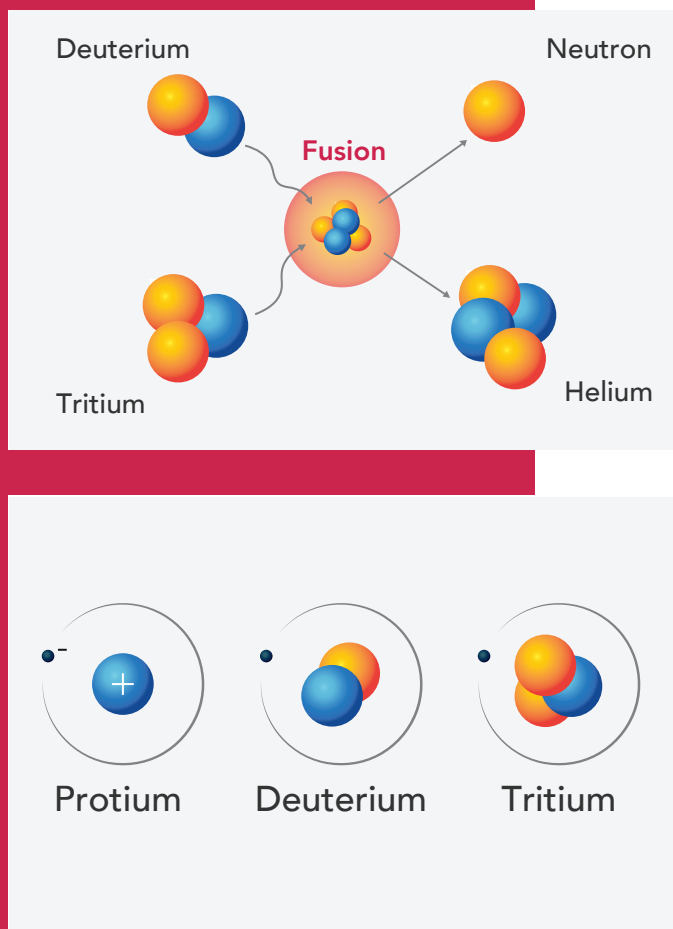 Deuterium
Neutron
Fusion
Tritium
Helium
-
+
Protium
Deuterium
Tritium